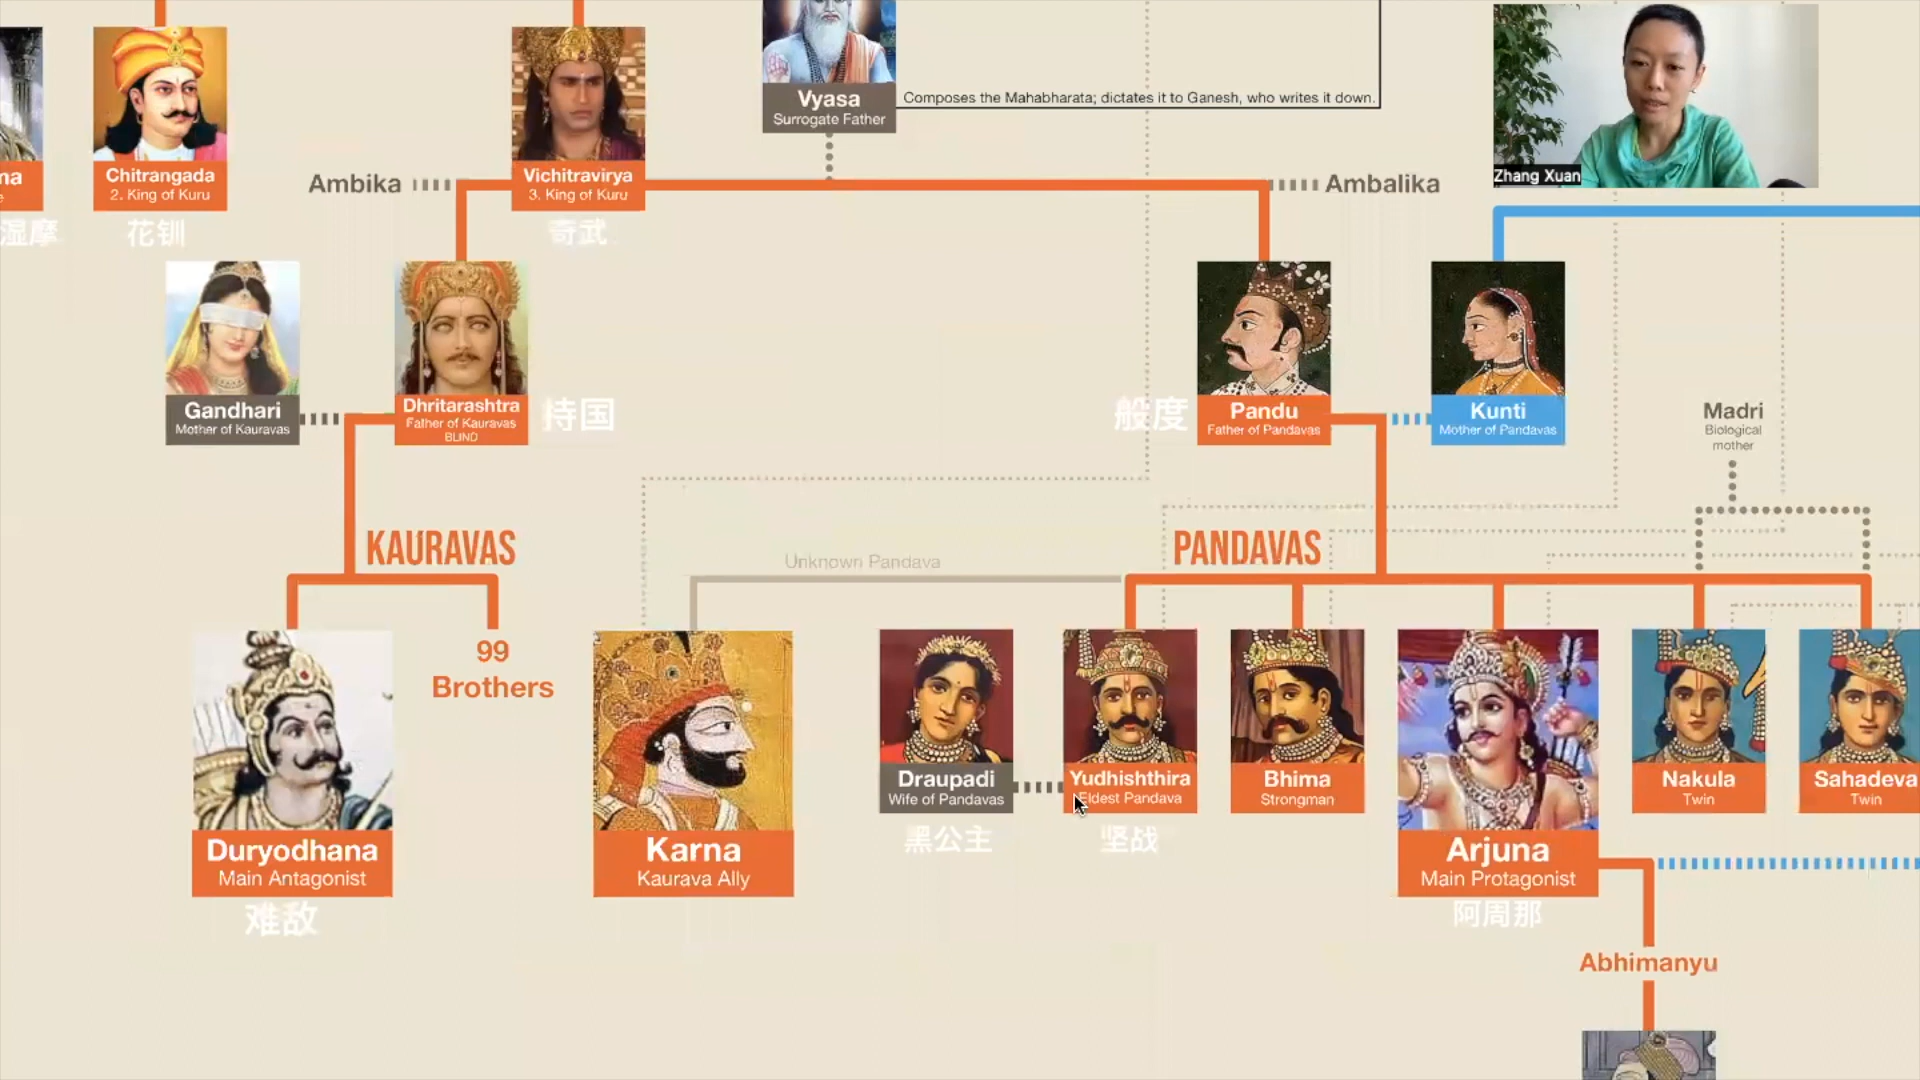 Vyasa
Surrogate Father
Composes the Mahabharata; dictates it to Ganesh, who writes it down.
Zhang Xuan
Chitrangada
2. King of Kuru
花钏
湿摩
Ambika
Vichitravirya
3. King of Kuru
奇武
Ambalika
Gandhari
Mother of Kauravas
Dhritarashtra
Father of Kauravas
BLIND
持国
般度
Pandu
Father of Pandavas
Kunti
Mother of Pandavas
Madri
Biological
mother
KAURAVAS
Unknown Pandava
PANDAVAS
99
Brothers
Duryodhana
Main Antagonist
难敌
Karna
Kaurava Ally
Draupadi
Wife of Pandavas
黑公主
Yudhishthira
Eldest Pandava
坚战
Bhima
Strongman
Arjuna
Main Protagonist
阿周那
Nakula
Twin
Sahadeva
Twin
Abhimanyu